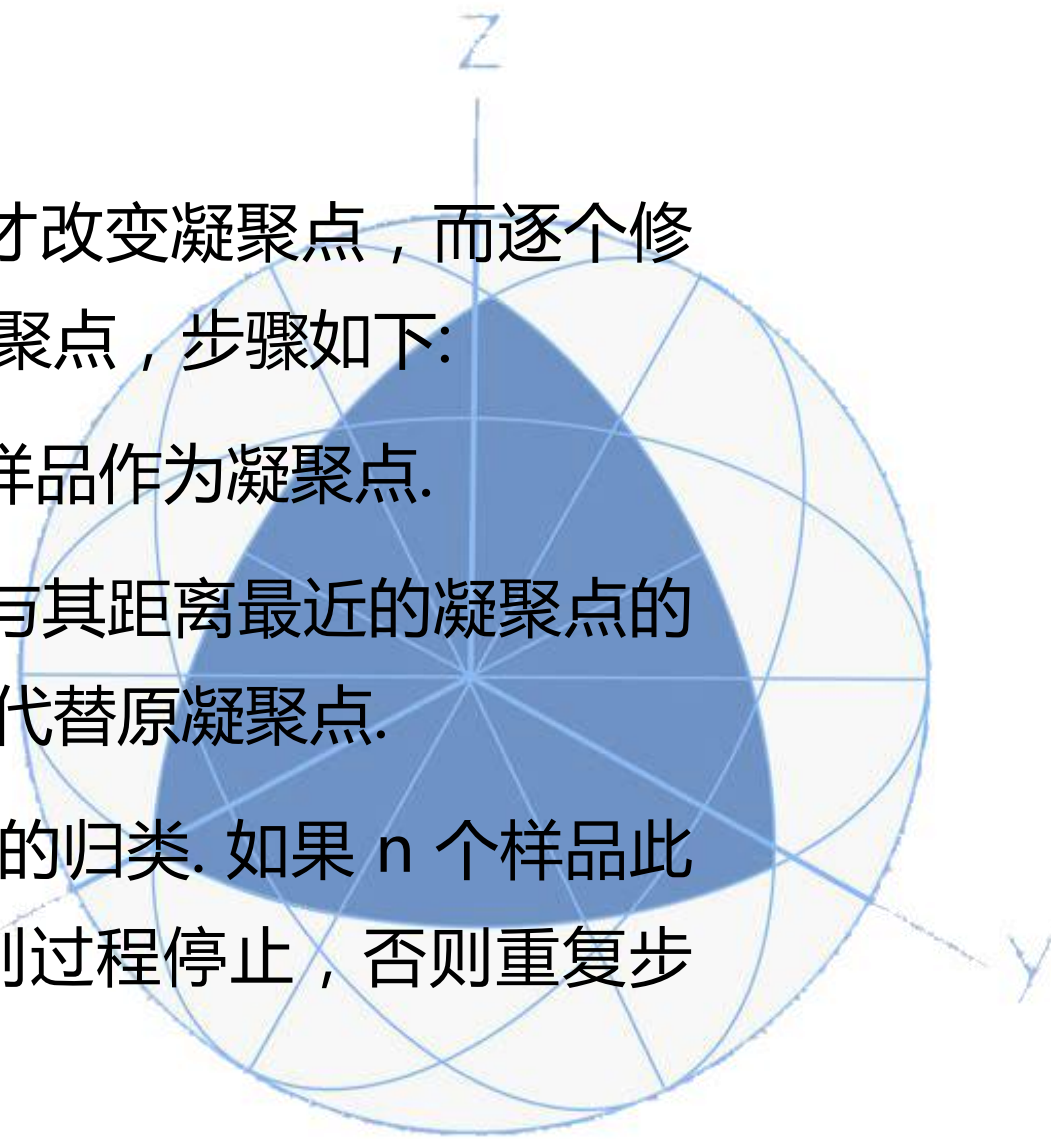 Z
才改变凝聚点，而逐个修
聚点，步骤如下:
样品作为凝聚点.
与其距离最近的凝聚点的
代替原凝聚点.
的归类. 如果 n 个样品此
则过程停止，否则重复步
Y